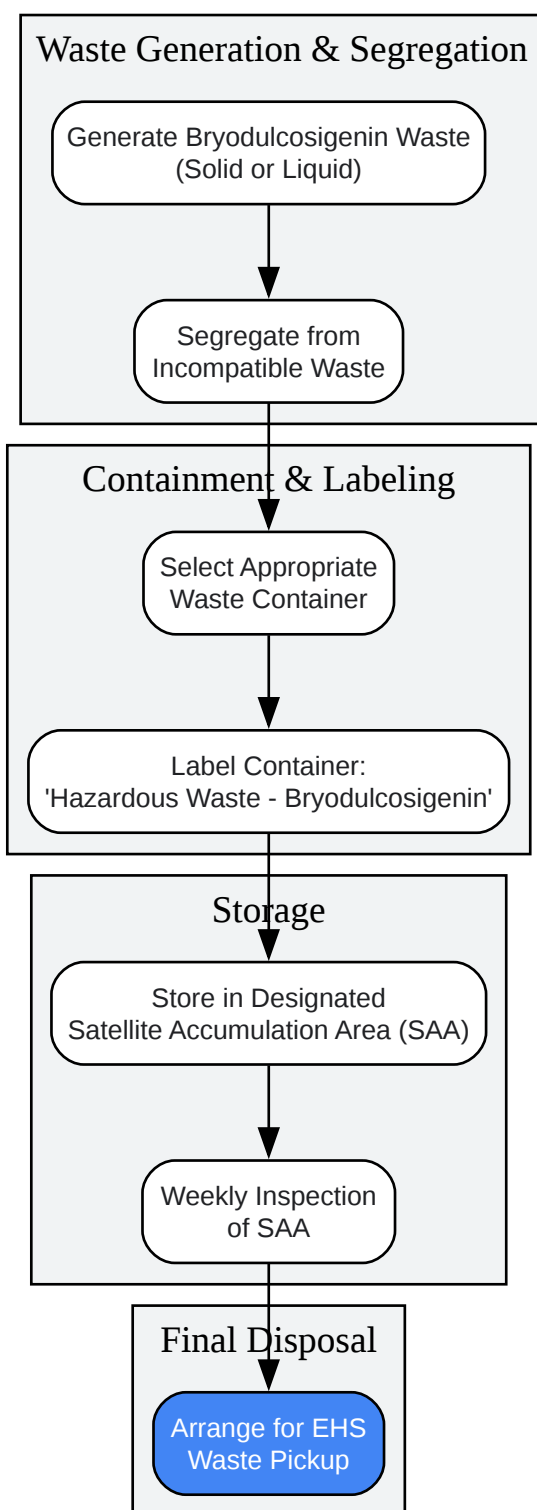 Waste Generation & Segregation
Generate Bryodulcosigenin Waste
(Solid or Liquid)
Segregate from
Incompatible Waste
Containment & Labeling
Select Appropriate
Waste Container
Label Container:
'Hazardous Waste - Bryodulcosigenin'
Storage
Store in Designated
Satellite Accumulation Area (SAA)
Weekly Inspection
of SAA
Final Disposal
Arrange for EHS
Waste Pickup